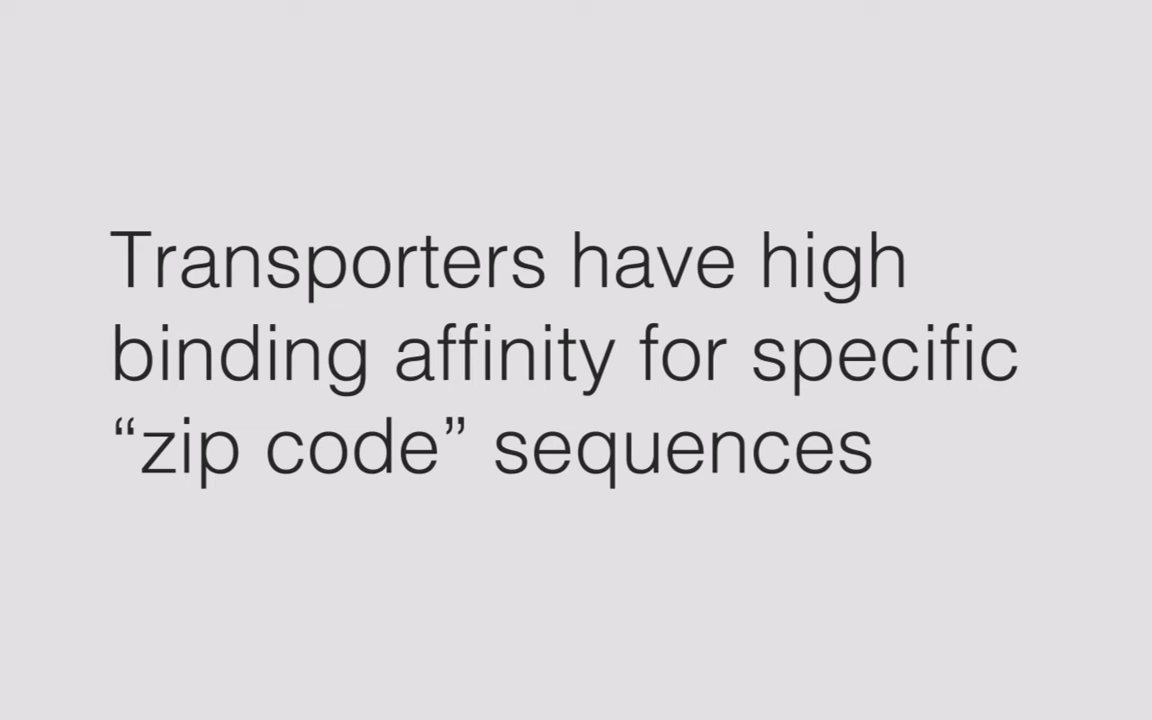 Transporters have high
binding affinity for specific
“zip code” sequences